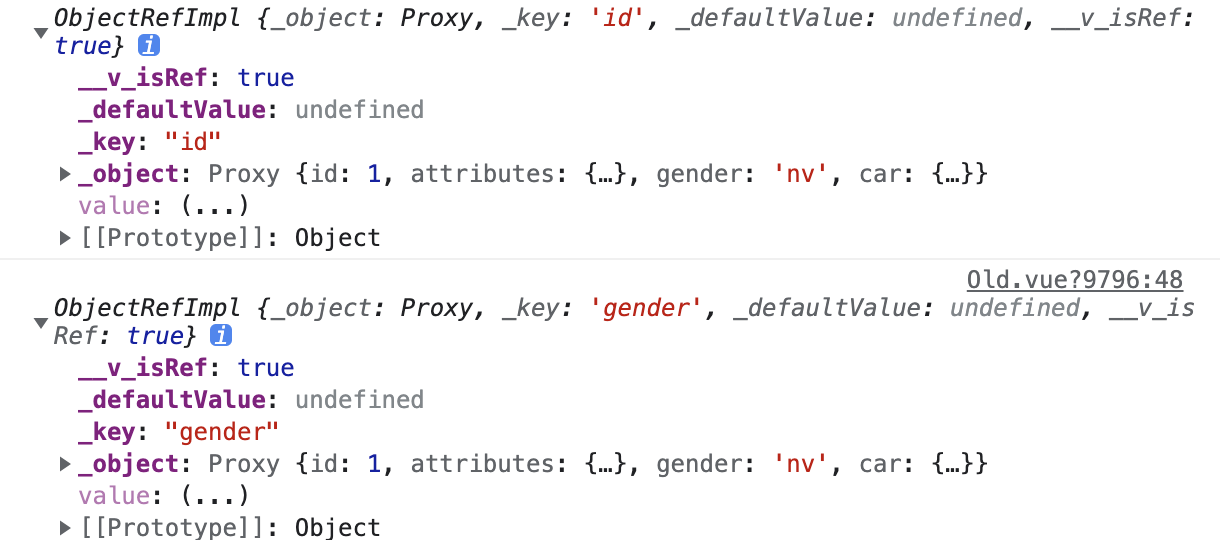 ObjectRefImpl {_object: Proxy, _key: 'id', _defaultValue: undefined, __v_isRef:
true} i
__v_isRef: true
_defaultValue: undefined
_key: "id"
_object: Proxy {id: 1, attributes: {…}, gender: 'nv', car: {…}}
value: (...)
[[Prototype]]: Object
Old.vue?9796:48
ObjectRefImpl {_object: Proxy, _key: 'gender', _defaultValue: undefined, __v_is
Ref: true} i
__v_isRef: true
_defaultValue: undefined
_key: "gender"
_object: Proxy {id: 1, attributes: {…}, gender: 'nv', car: {…}}
value: (...)
[[Prototype]]: Object